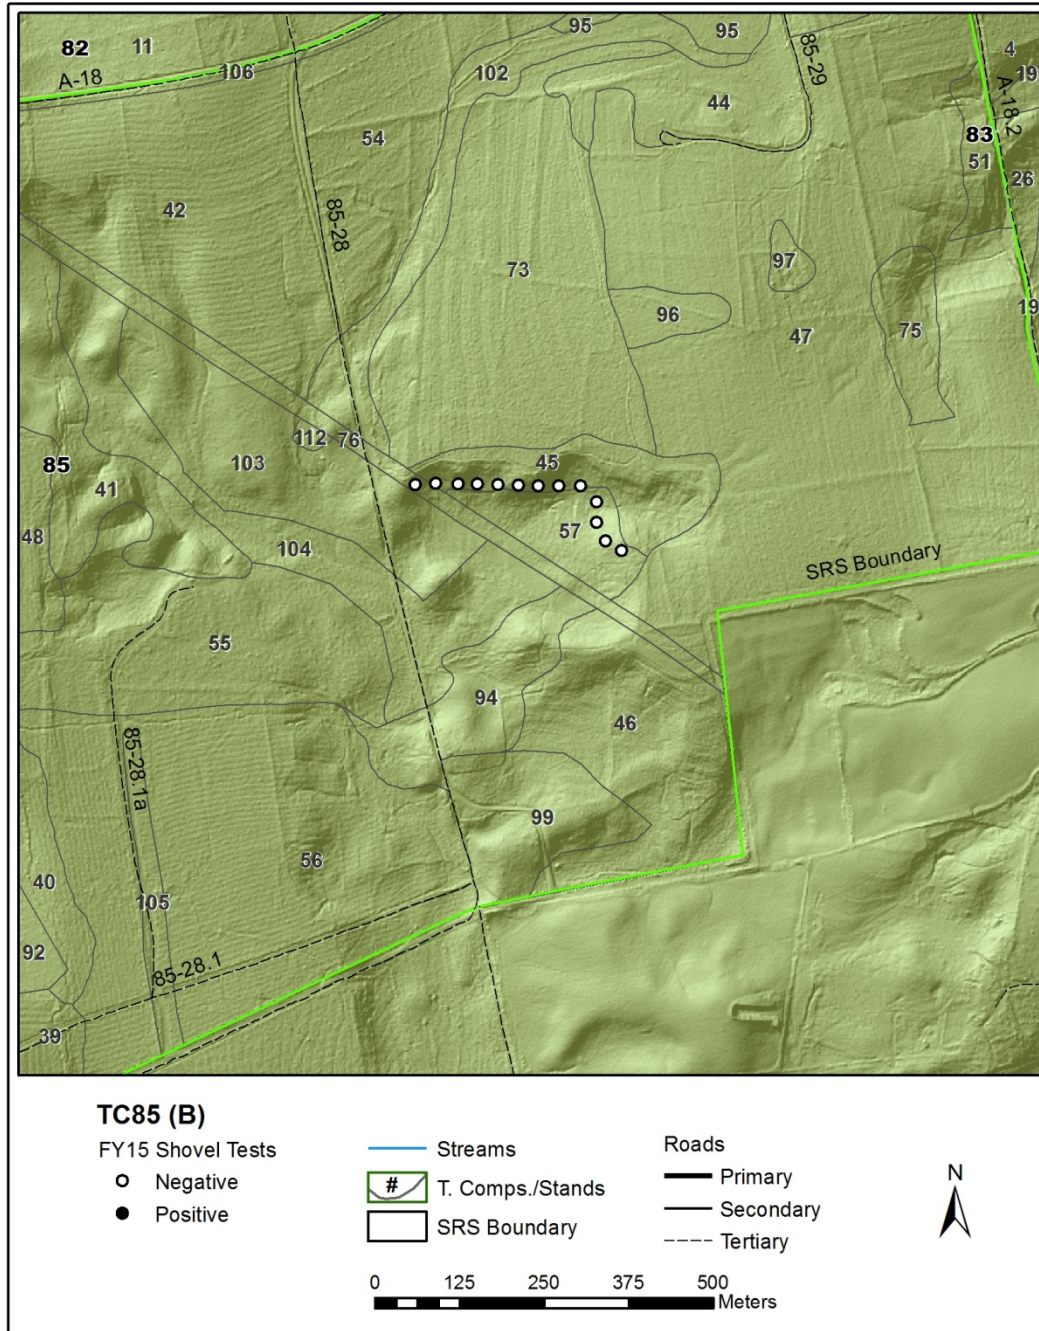 95
95
82
11
A-18
106
102
85-29
4
19
44
A-18.2
54
83
51
26
42
85-28
73
97
96
47
75
19
112
76
85
103
45
41
48
57
104
SRS Boundary
55
94
46
85-28.1a
99
56
40
105
92
85-28.1
39
TC85 (B)
FY15 Shovel Tests
Negative
Positive
Streams
# T. Comps./Stands
SRS Boundary
Roads
Primary
Secondary
Tertiary
N
0 125 250 375 500
Meters